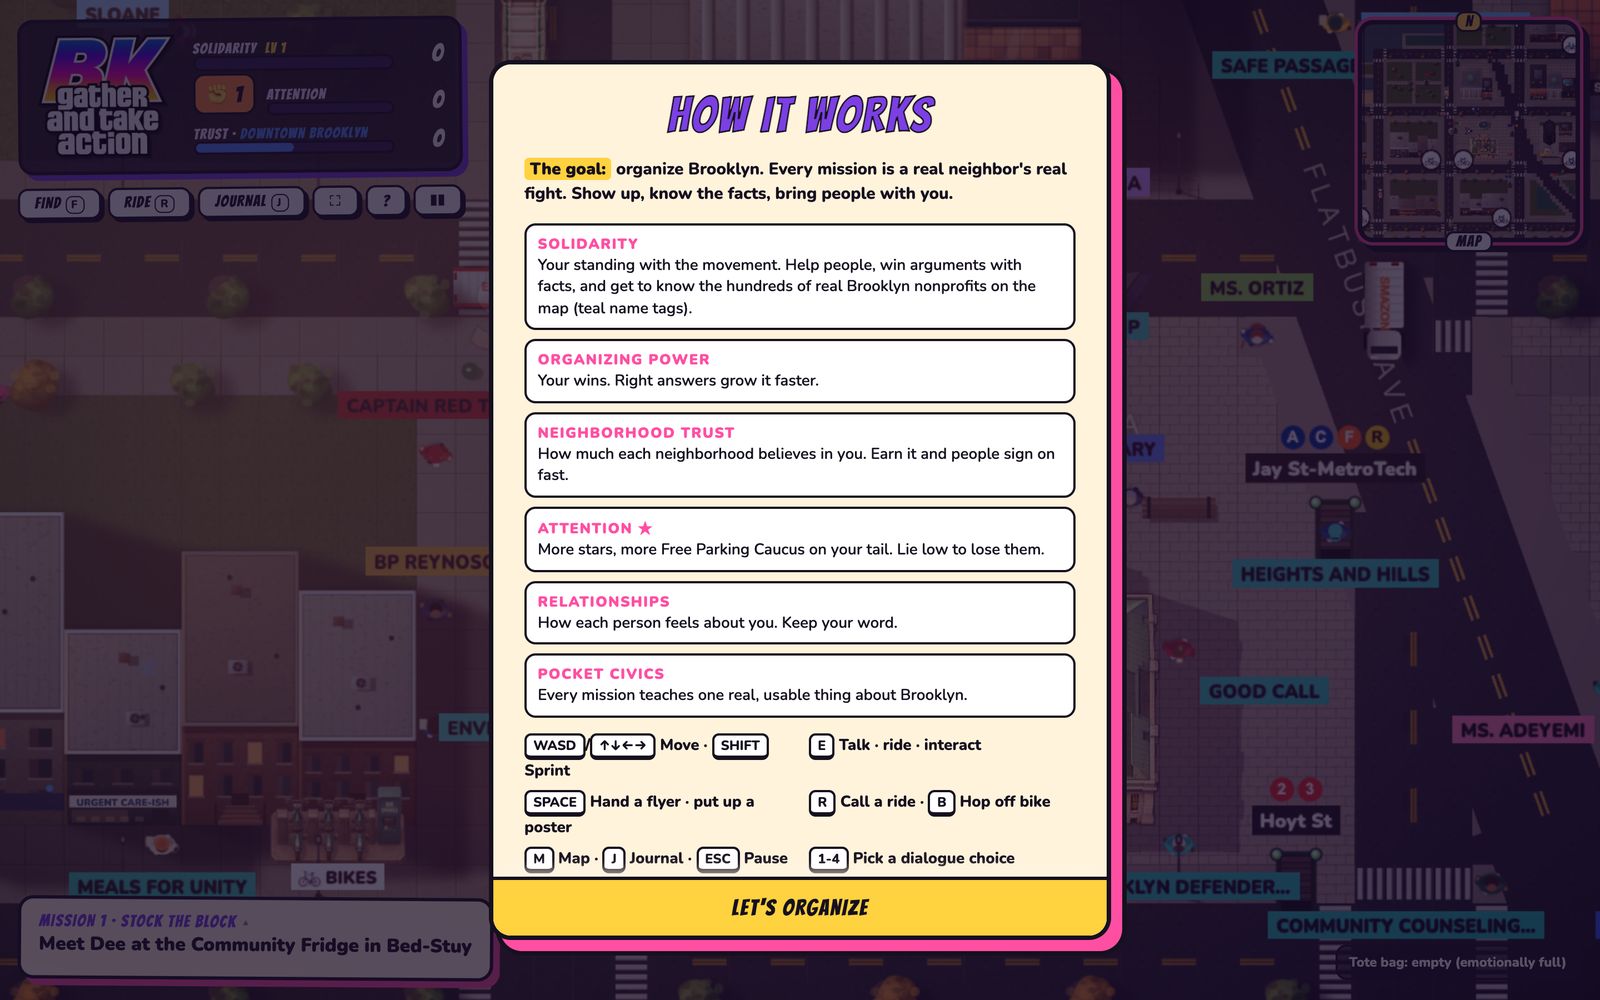 SLOANE
BK
gather
and take
action
SOLIDARITY LV 1
0
1
ATTENTION
0
TRUST · DOWNTOWN BROOKLYN
0
FIND F
RIDE R
JOURNAL J
?
HOW IT WORKS
The goal: organize Brooklyn. Every mission is a real neighbor's real
fight. Show up, know the facts, bring people with you.
SOLIDARITY
Your standing with the movement. Help people, win arguments with
facts, and get to know the hundreds of real Brooklyn nonprofits on the
map (teal name tags).
ORGANIZING POWER
Your wins. Right answers grow it faster.
NEIGHBORHOOD TRUST
How much each neighborhood believes in you. Earn it and people sign on
fast.
ATTENTION ★
More stars, more Free Parking Caucus on your tail. Lie low to lose them.
RELATIONSHIPS
How each person feels about you. Keep your word.
POCKET CIVICS
Every mission teaches one real, usable thing about Brooklyn.
WASD / ↑↓←→ Move · SHIFT
Sprint
E Talk · ride · interact
SPACE Hand a flyer · put up a
poster
R Call a ride · B Hop off bike
M Map · J Journal · ESC Pause
1-4 Pick a dialogue choice
LET'S ORGANIZE
CAPTAIN RED T
BP REYNOSO
ENVI
URGENT CARE-ISH
BIKES
MEALS FOR UNITY
MISSION 1 · STOCK THE BLOCK
Meet Dee at the Community Fridge in Bed-Stuy
N
MAP
SAFE PASSAGE
A
FLATBUSH AVE
MS. ORTIZ
SMAZON
P
ARY
A C F R
Jay St-MetroTech
HEIGHTS AND HILLS
GOOD CALL
MS. ADEYEMI
2 3
Hoyt St
KLYN DEFENDER...
COMMUNITY COUNSELING...
Tote bag: empty (emotionally full)